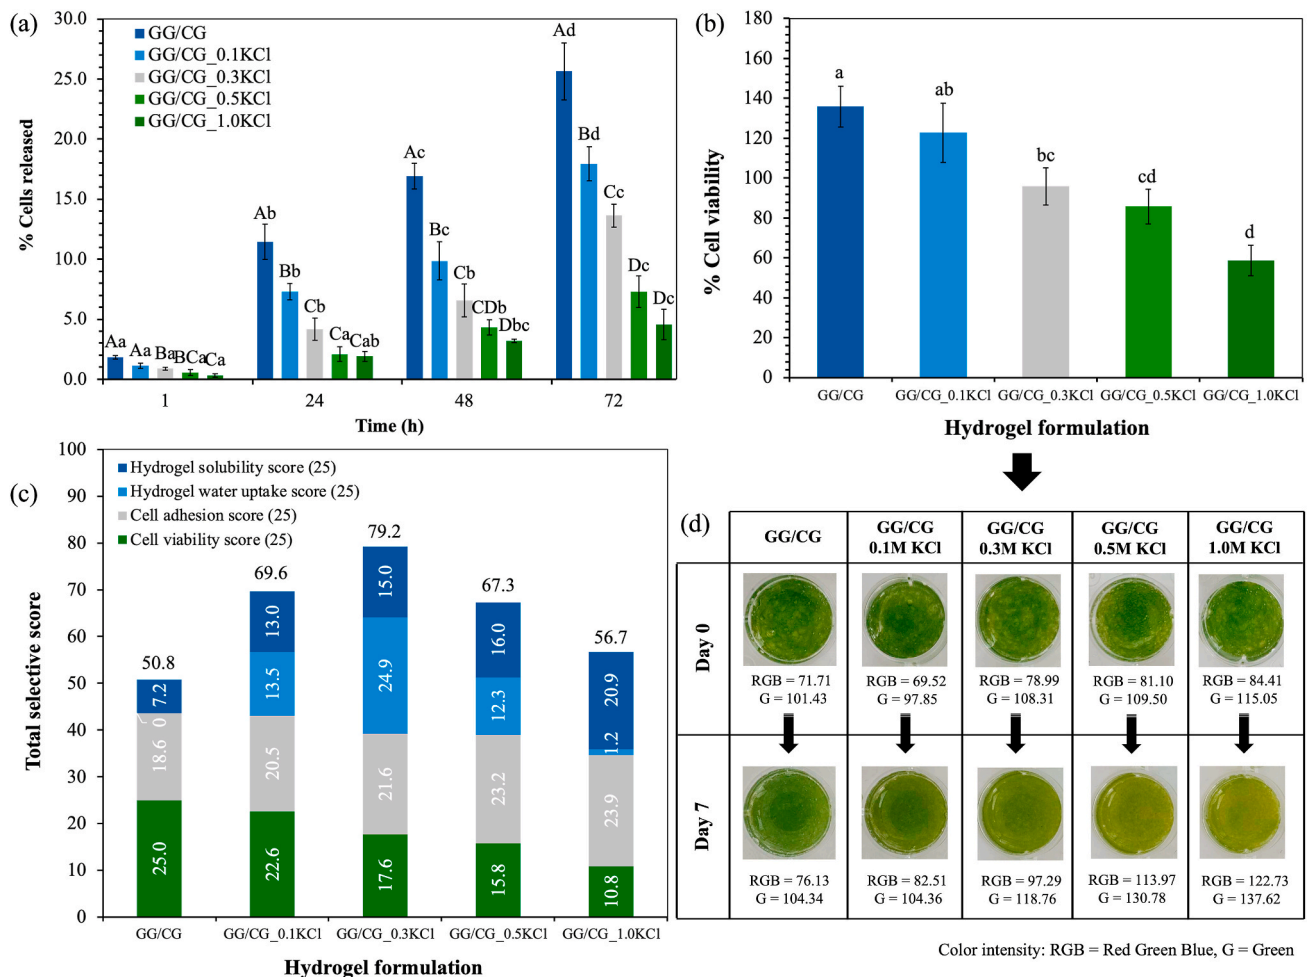 (a)
30.0
25.0
20.0
15.0
10.0
5.0
0.0
% Cells released
GG/CG
GG/CG_0.1KCl
GG/CG_0.3KCl
GG/CG_0.5KCl
GG/CG_1.0KCl
Aa
Aa
Ba
BCa
Ca
Ab
Bb
Cb
Ca
Cab
Ac
Bc
Cb
CDb
Dbc
Ad
Bd
Cc
Dc
Dc
1
24
48
72
Time (h)
(b)
180
160
140
120
100
80
60
40
20
0
% Cell viability
a
ab
bc
cd
d
GG/CG
GG/CG_0.1KCl
GG/CG_0.3KCl
GG/CG_0.5KCl
GG/CG_1.0KCl
Hydrogel formulation
(c)
100
90
80
70
60
50
40
30
20
10
0
Total selective score
Hydrogel solubility score (25)
Hydrogel water uptake score (25)
Cell adhesion score (25)
Cell viability score (25)
50.8
7.2
0
18.6
25.0
69.6
13.0
13.5
20.5
22.6
79.2
15.0
24.9
21.6
17.6
67.3
16.0
12.3
23.2
15.8
56.7
20.9
1.2
23.9
10.8
GG/CG
GG/CG_0.1KCl
GG/CG_0.3KCl
GG/CG_0.5KCl
GG/CG_1.0KCl
Hydrogel formulation
(d)
GG/CG
GG/CG
0.1M KCl
GG/CG
0.3M KCl
GG/CG
0.5M KCl
GG/CG
1.0M KCl
Day 0
RGB = 71.71
G = 101.43
RGB = 69.52
G = 97.85
RGB = 78.99
G = 108.31
RGB = 81.10
G = 109.50
RGB = 84.41
G = 115.05
Day 7
RGB = 76.13
G = 104.34
RGB = 82.51
G = 104.36
RGB = 97.29
G = 118.76
RGB = 113.97
G = 130.78
RGB = 122.73
G = 137.62
Color intensity: RGB = Red Green Blue, G = Green